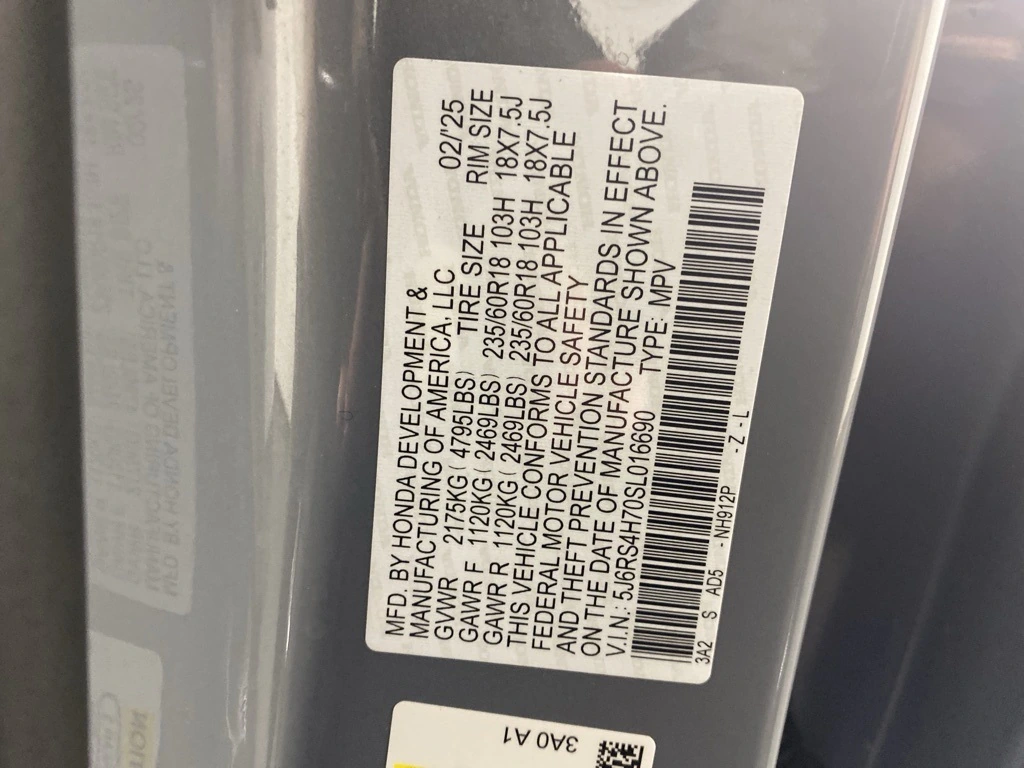 MFD. BY HONDA DEVELOPMENT & 02/'25
MANUFACTURING OF AMERICA, LLC
GVWR 2175KG ( 4795LBS) TIRE SIZE RIM SIZE
GAWR F 1120KG ( 2469LBS) 235/60R18 103H 18X7.5J
GAWR R 1120KG ( 2469LBS) 235/60R18 103H 18X7.5J
THIS VEHICLE CONFORMS TO ALL APPLICABLE
FEDERAL MOTOR VEHICLE SAFETY
AND THEFT PREVENTION STANDARDS IN EFFECT
ON THE DATE OF MANUFACTURE SHOWN ABOVE.
V.I.N.: 5J6RS4H70SL016690 TYPE: MPV
3A2 S AD5 - NH912P - Z - L
3A0 A1